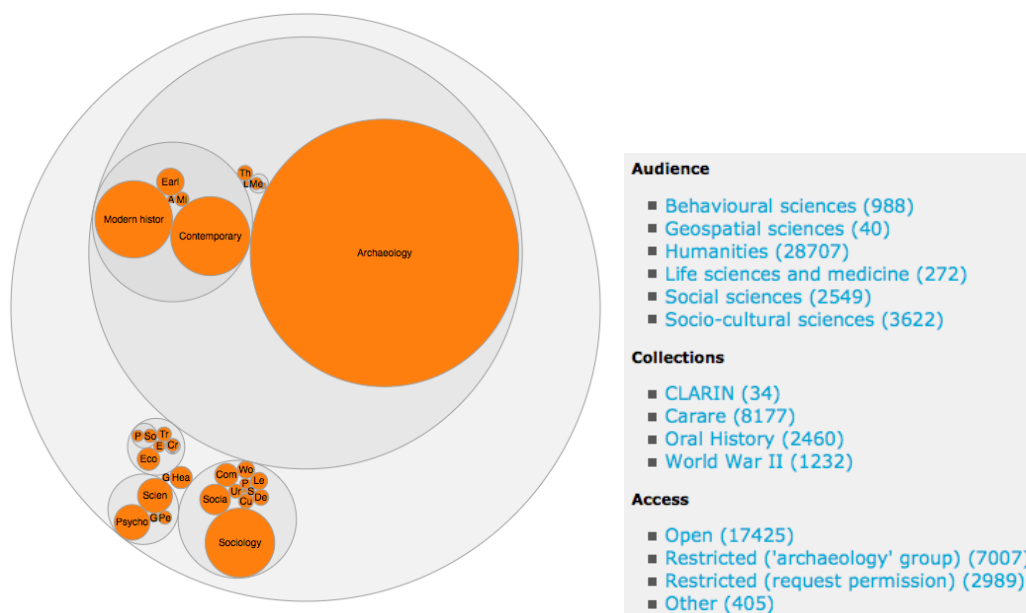 Th
L Me
Earl
A Mi
Modern histor
Contemporary
Archaeology
P So Tr
E Cr
Eco
G Hea
Scien
Psycho G Pe
Com Wo
P Le
Ur S
Socia Cu De
Sociology
Audience
Behavioural sciences (988)
Geospatial sciences (40)
Humanities (28707)
Life sciences and medicine (272)
Social sciences (2549)
Socio-cultural sciences (3622)
Collections
CLARIN (34)
Carare (8177)
Oral History (2460)
World War II (1232)
Access
Open (17425)
Restricted ('archaeology' group) (7007)
Restricted (request permission) (2989)
Other (405)